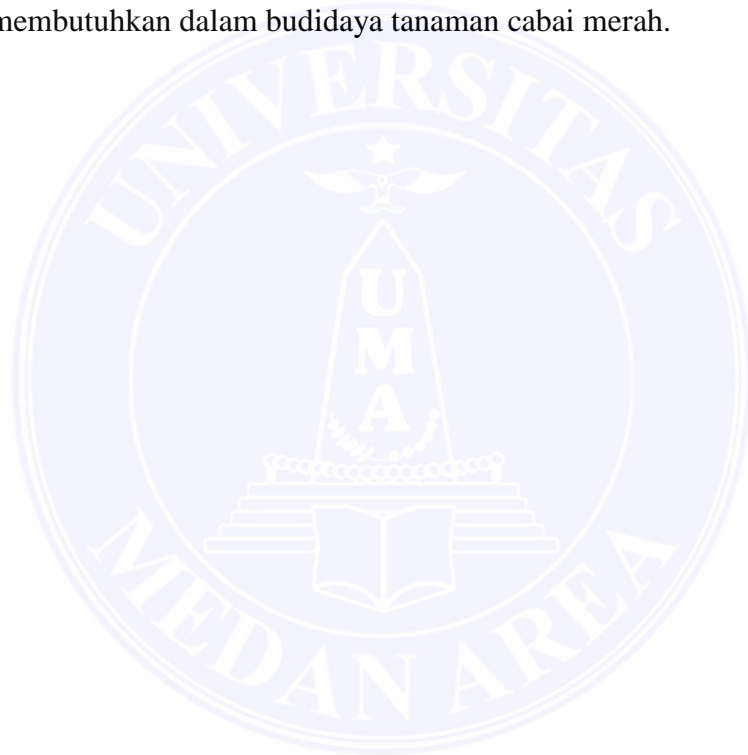 membutuhkan dalam budidaya tanaman cabai merah.
UNIVERSITAS
U
M
A
MEDAN AREA